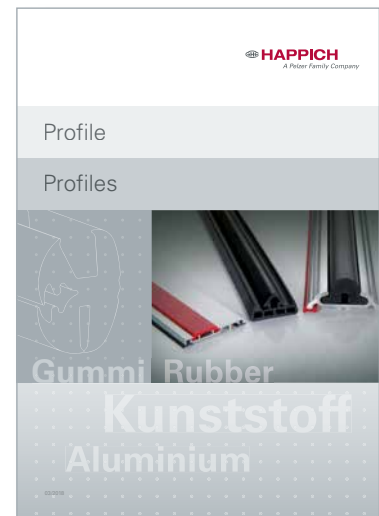 HAPPICH
A Pelzer Family Company
Profile
Profiles
Gummi Rubber
Kunststoff
Aluminium